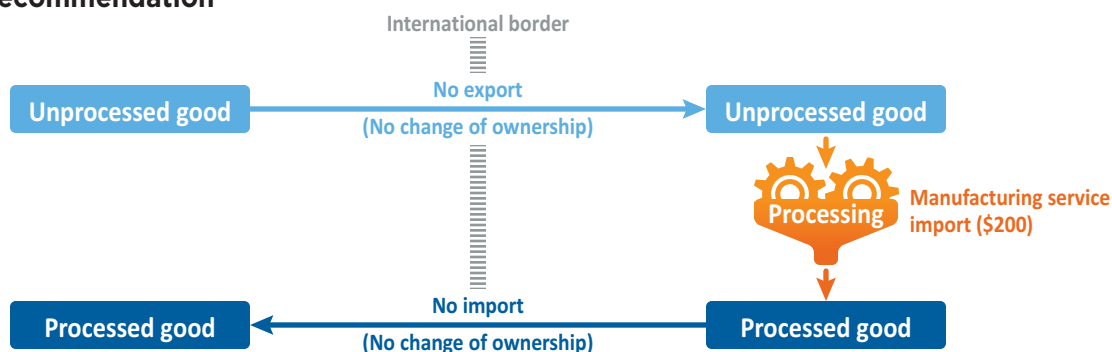 International border
No export
Unprocessed good
Unprocessed good
(No change of ownership)
Processing
Manufacturing service
import ($200)
No import
Processed good
Processed good
(No change of ownership)